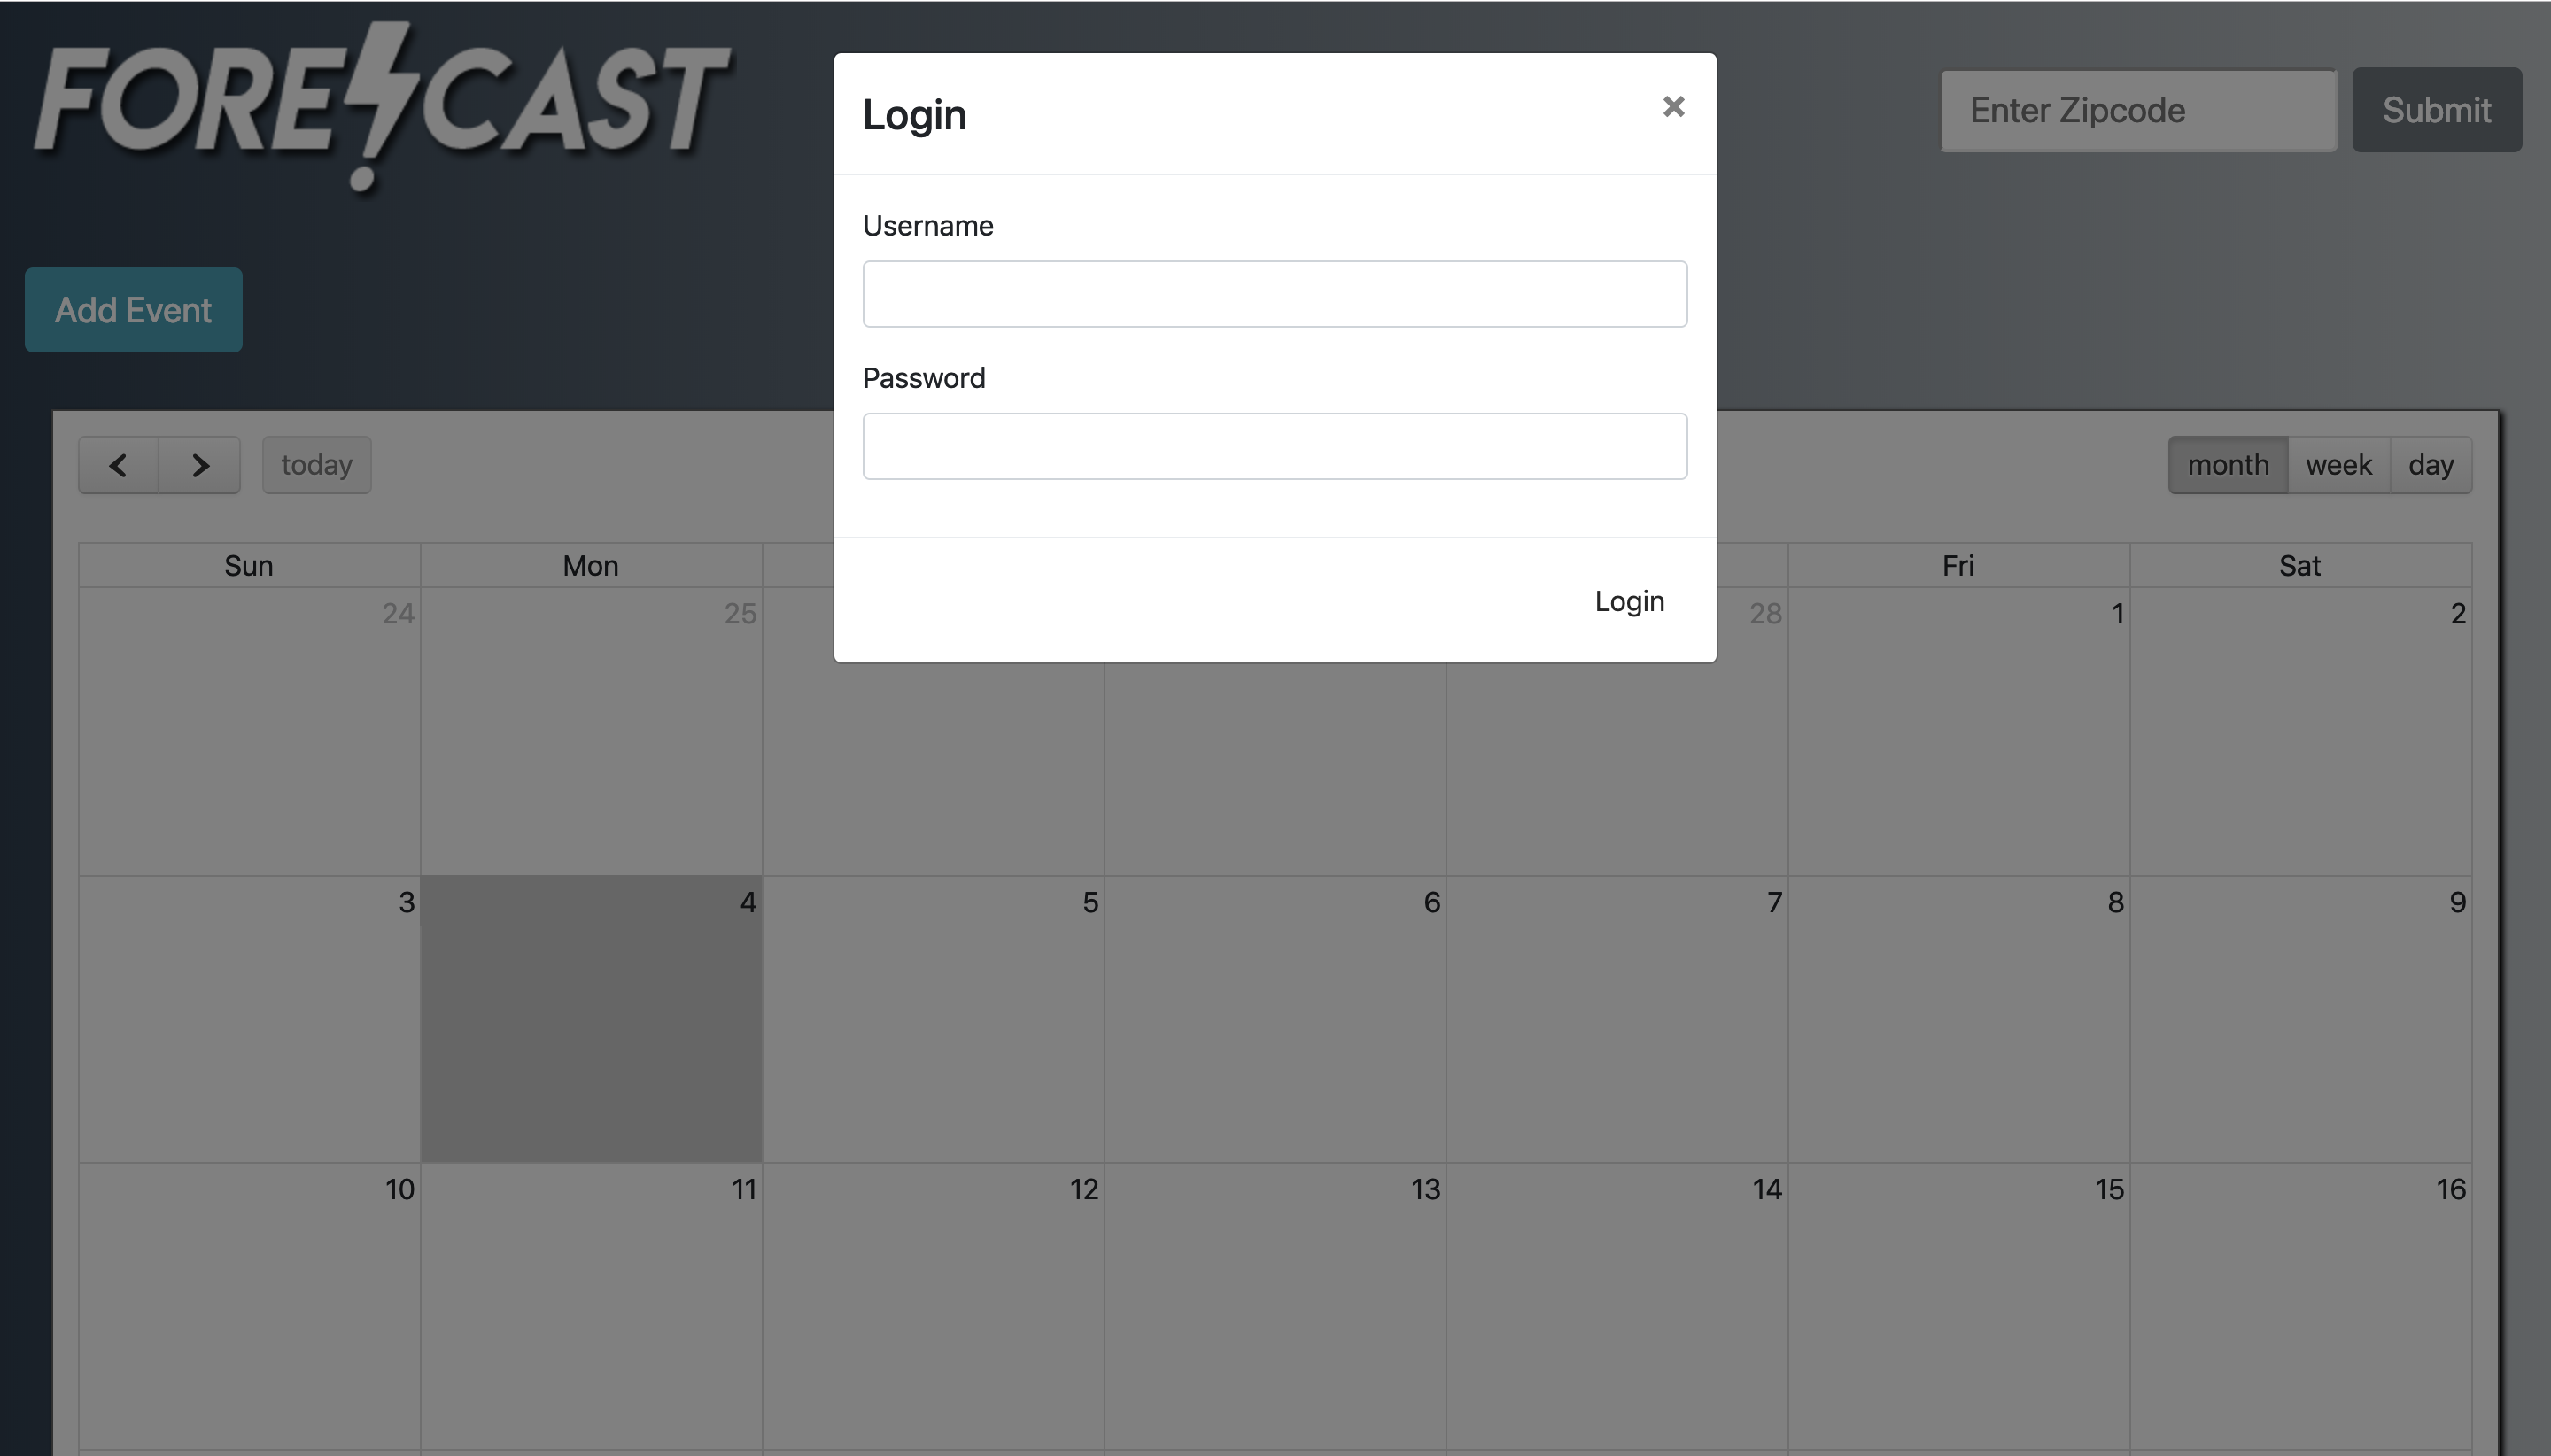 FORE CAST
Login
×
Enter Zipcode
Submit
Username
Add Event
Password
today
month
week
day
Sun
Mon
Fri
Sat
Login
24
25
28
1
2
3
4
5
6
7
8
9
10
11
12
13
14
15
16